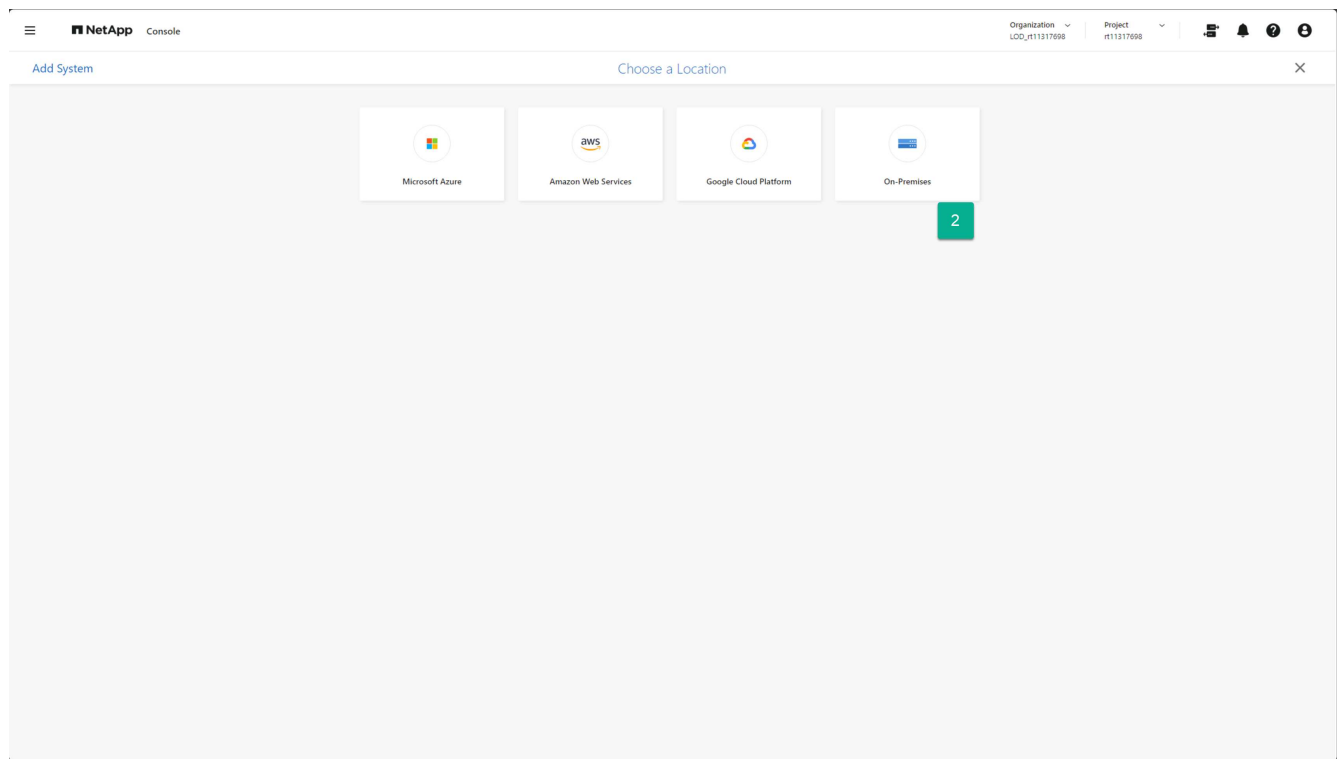 NetApp Console
Organization
LOD_rt11317698
Project
rt11317698
Add System
Choose a Location
Microsoft Azure
aws
Amazon Web Services
Google Cloud Platform
On-Premises
2